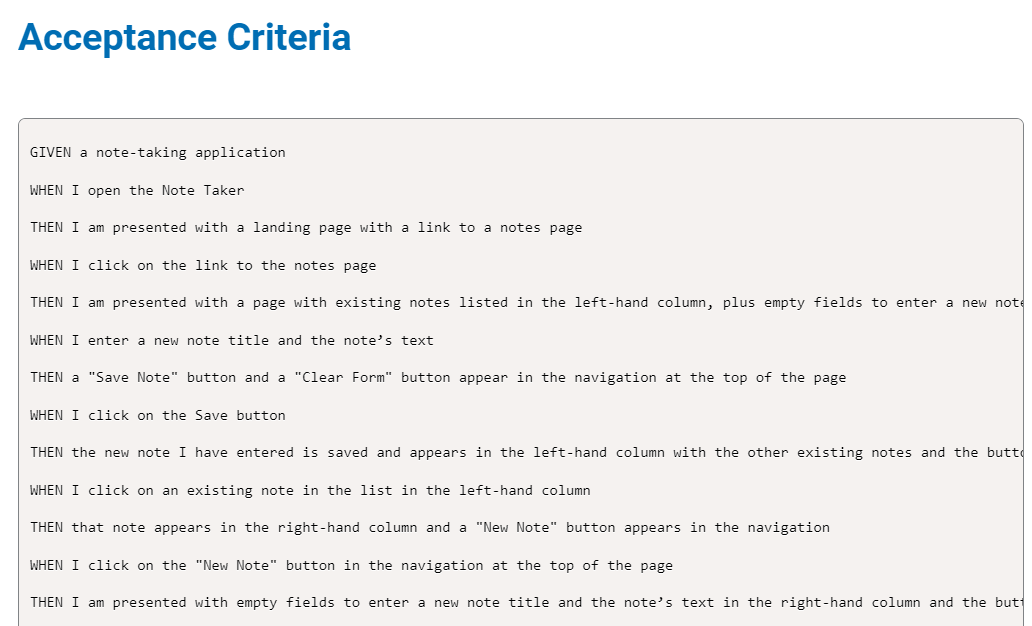 Acceptance Criteria
GIVEN a note-taking application
WHEN I open the Note Taker
THEN I am presented with a landing page with a link to a notes page
WHEN I click on the link to the notes page
THEN I am presented with a page with existing notes listed in the left-hand column, plus empty fields to enter a new note
WHEN I enter a new note title and the note’s text
THEN a "Save Note" button and a "Clear Form" button appear in the navigation at the top of the page
WHEN I click on the Save button
THEN the new note I have entered is saved and appears in the left-hand column with the other existing notes and the
WHEN I click on an existing note in the list in the left-hand column
THEN that note appears in the right-hand column and a "New Note" button appears in the navigation
WHEN I click on the "New Note" button in the navigation at the top of the page
THEN I am presented with empty fields to enter a new note title and the note’s text in the right-hand column and the